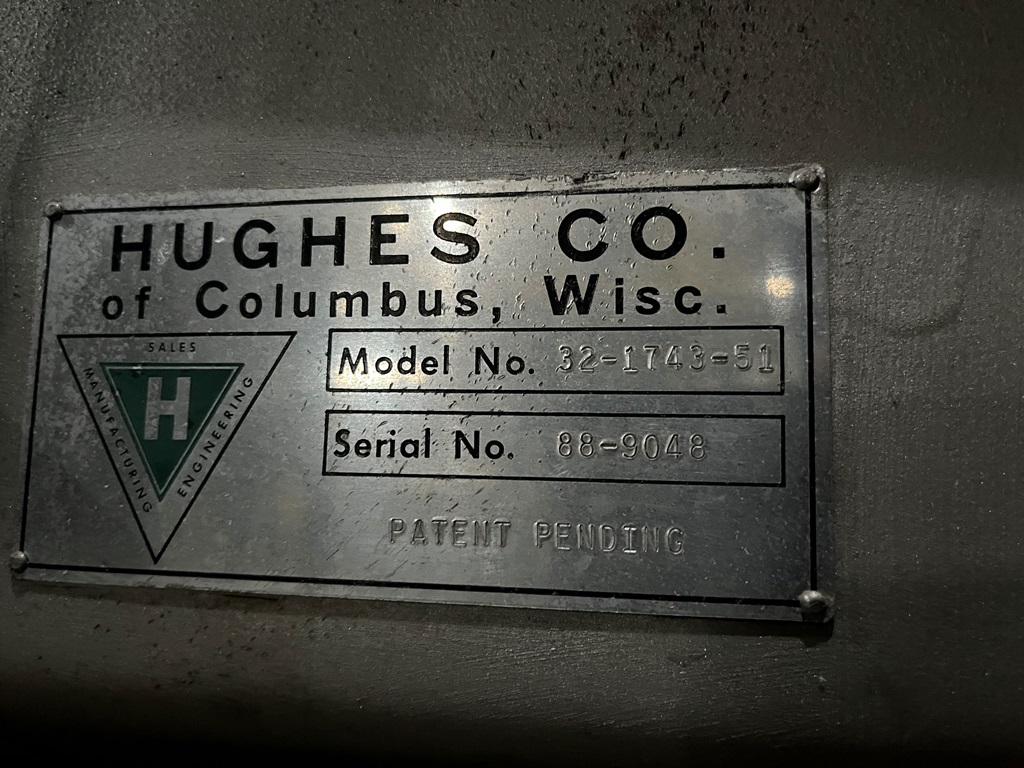 HUGHES CO.
of Columbus, Wisc.
SALES
MANUFACTURING
ENGINEERING
H
Model No. 32-1743-51
Serial No. 88-9048
PATENT PENDING